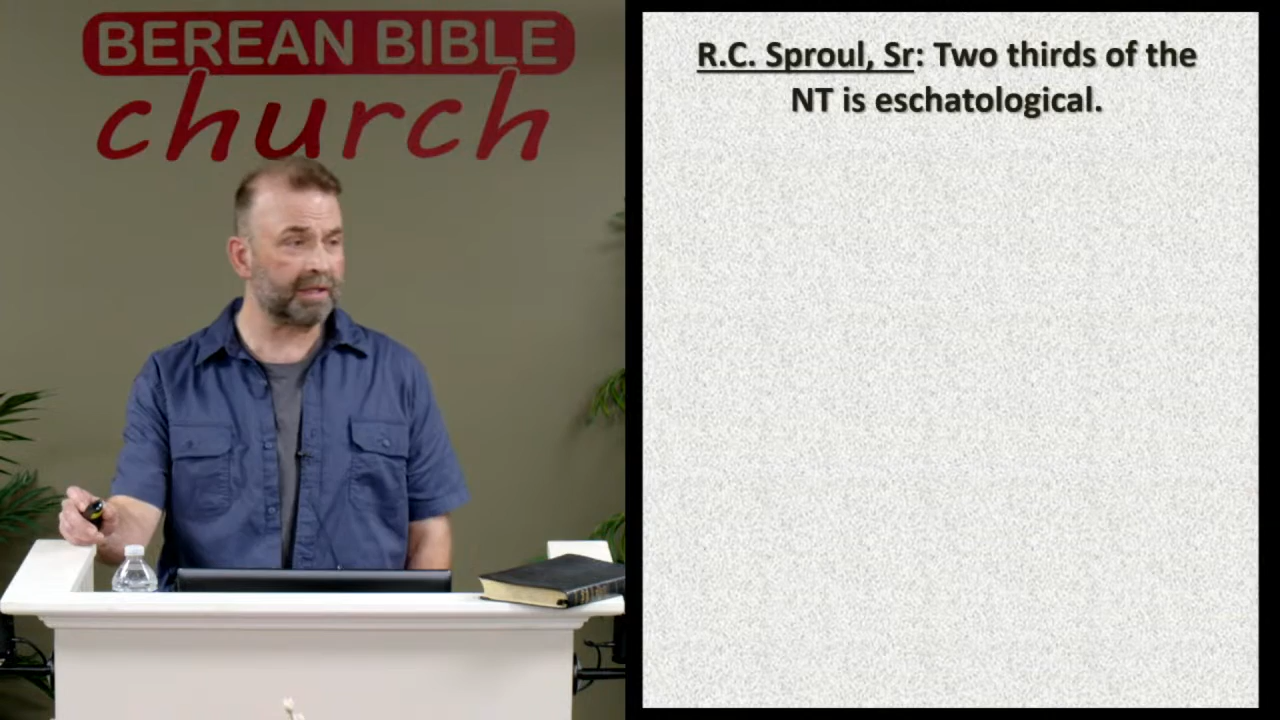 BEREAN BIBLE
church
R.C. Sproul, Sr: Two thirds of the
NT is eschatological.